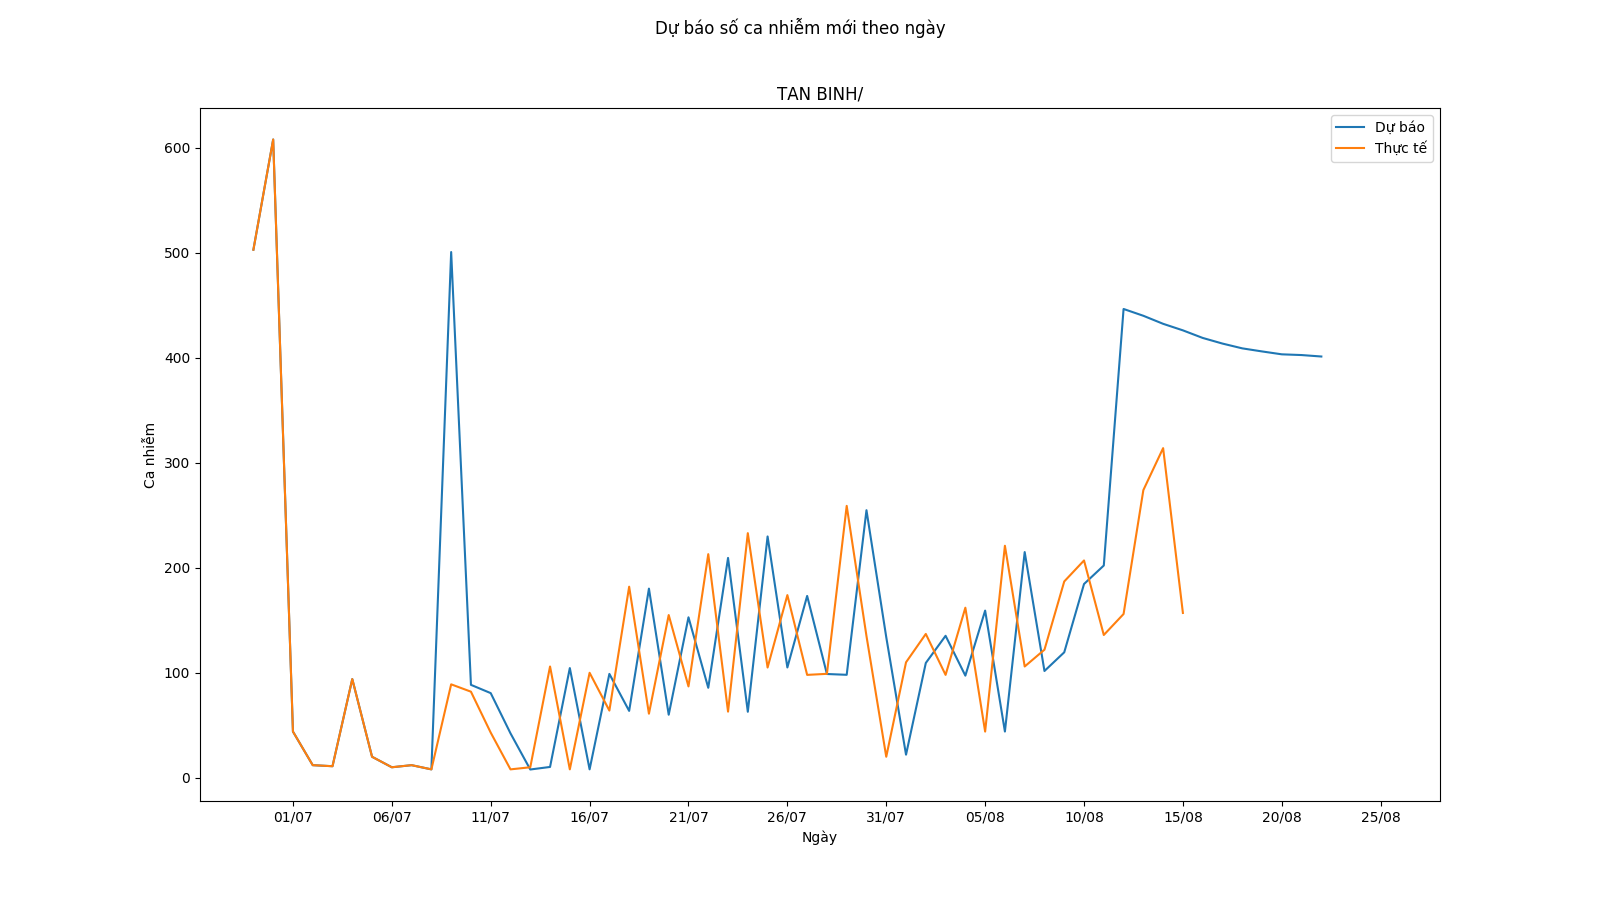 Dự báo số ca nhiễm mới theo ngày
TAN BINH/
Dự báo
Thực tế
600
500
400
300
200
100
0
Ca nhiễm
01/07 06/07 11/07 16/07 21/07 26/07 31/07 05/08 10/08 15/08 20/08 25/08
Ngày